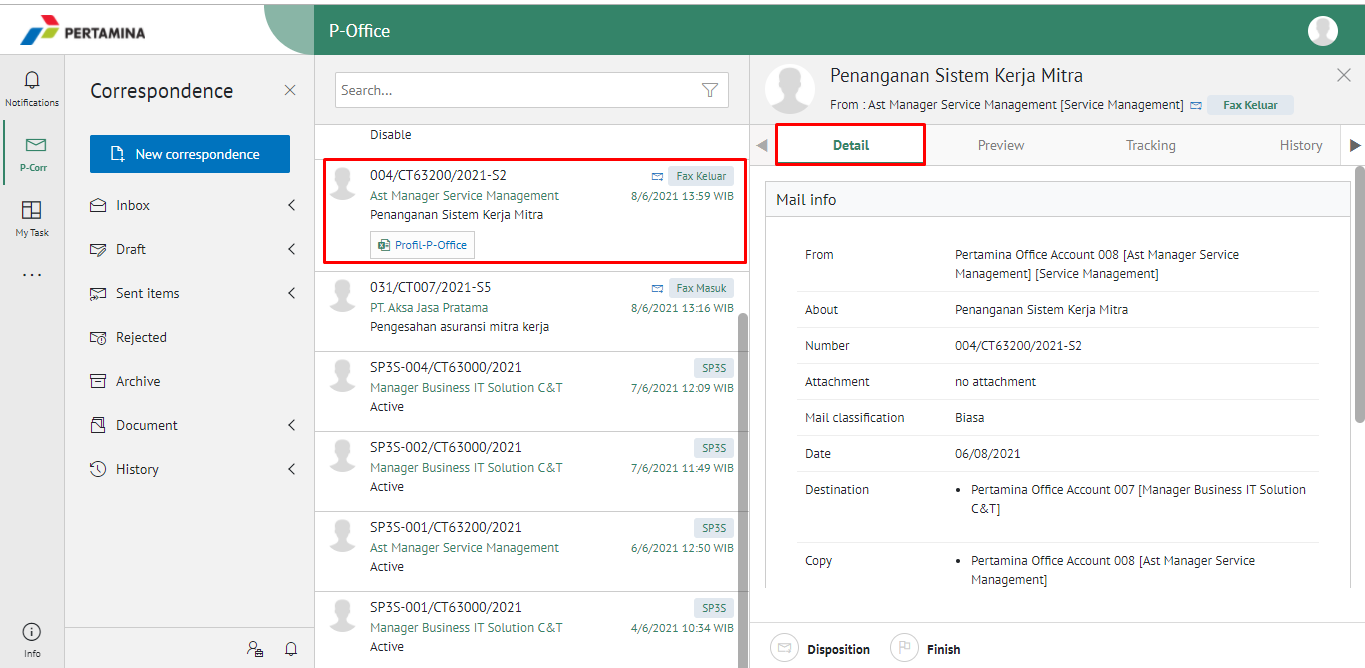 PERTAMINA
P-Office
Notifications
P-Corr
My Task
...
Info
Correspondence
New correspondence
Inbox
Draft
Sent items
Rejected
Archive
Document
History
Search...
Disable
004/CT63200/2021-S2
Fax Keluar
Ast Manager Service Management
8/6/2021 13:59 WIB
Penanganan Sistem Kerja Mitra
Profil-P-Office
031/CT007/2021-S5
Fax Masuk
PT. Aksa Jasa Pratama
8/6/2021 13:16 WIB
Pengesahan asuransi mitra kerja
SP3S-004/CT63000/2021
SP3S
Manager Business IT Solution C&T
7/6/2021 12:09 WIB
Active
SP3S-002/CT63000/2021
SP3S
Manager Business IT Solution C&T
7/6/2021 11:49 WIB
Active
SP3S-001/CT63200/2021
SP3S
Ast Manager Service Management
6/6/2021 12:50 WIB
Active
SP3S-001/CT63000/2021
SP3S
Manager Business IT Solution C&T
4/6/2021 10:34 WIB
Active
Penanganan Sistem Kerja Mitra
From : Ast Manager Service Management [Service Management]
Fax Keluar
Detail
Preview
Tracking
History
Mail info
From
Pertamina Office Account 008 [Ast Manager Service
Management] [Service Management]
About
Penanganan Sistem Kerja Mitra
Number
004/CT63200/2021-S2
Attachment
no attachment
Mail classification
Biasa
Date
06/08/2021
Destination
• Pertamina Office Account 007 [Manager Business IT Solution
C&T]
Copy
• Pertamina Office Account 008 [Ast Manager Service
Management]
Disposition
Finish